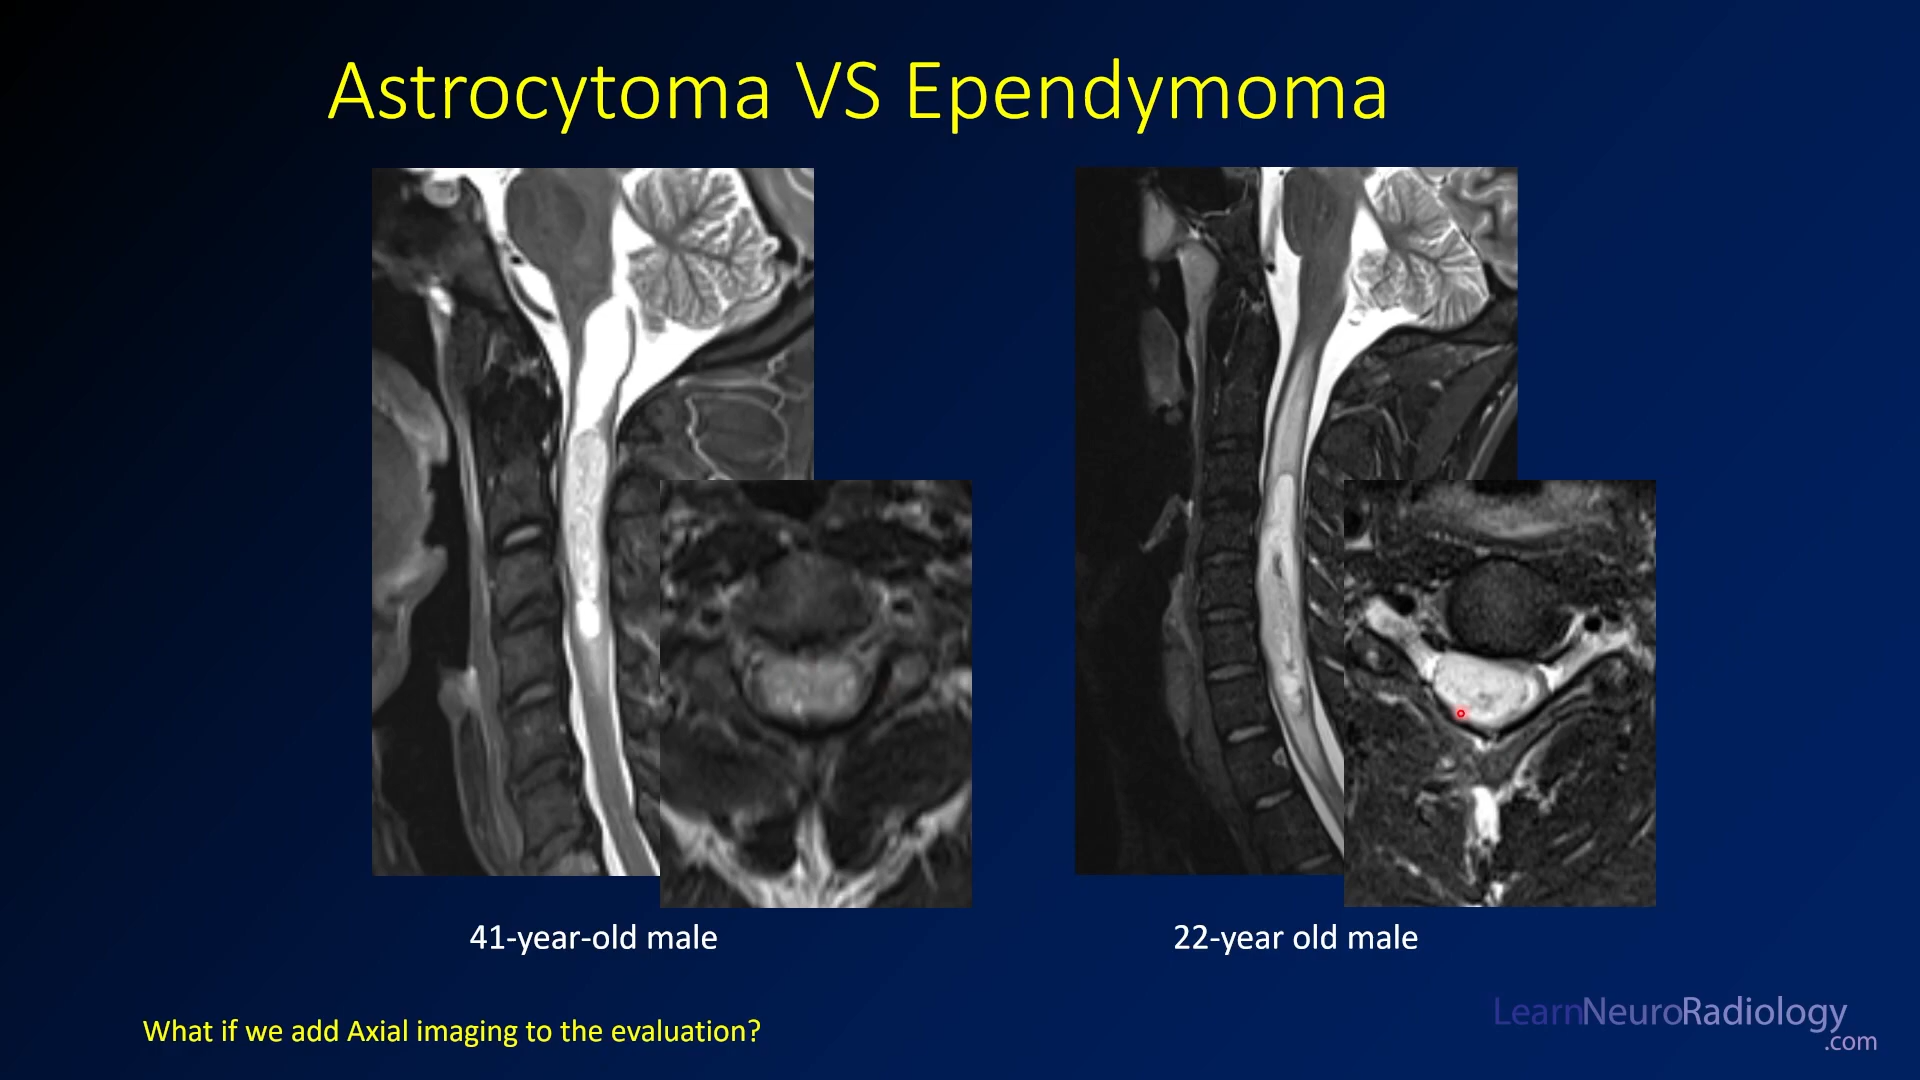 Astrocytoma VS Ependymoma
41-year-old male
22-year old male
What if we add Axial imaging to the evaluation?
LearnNeuroRadiology
.com